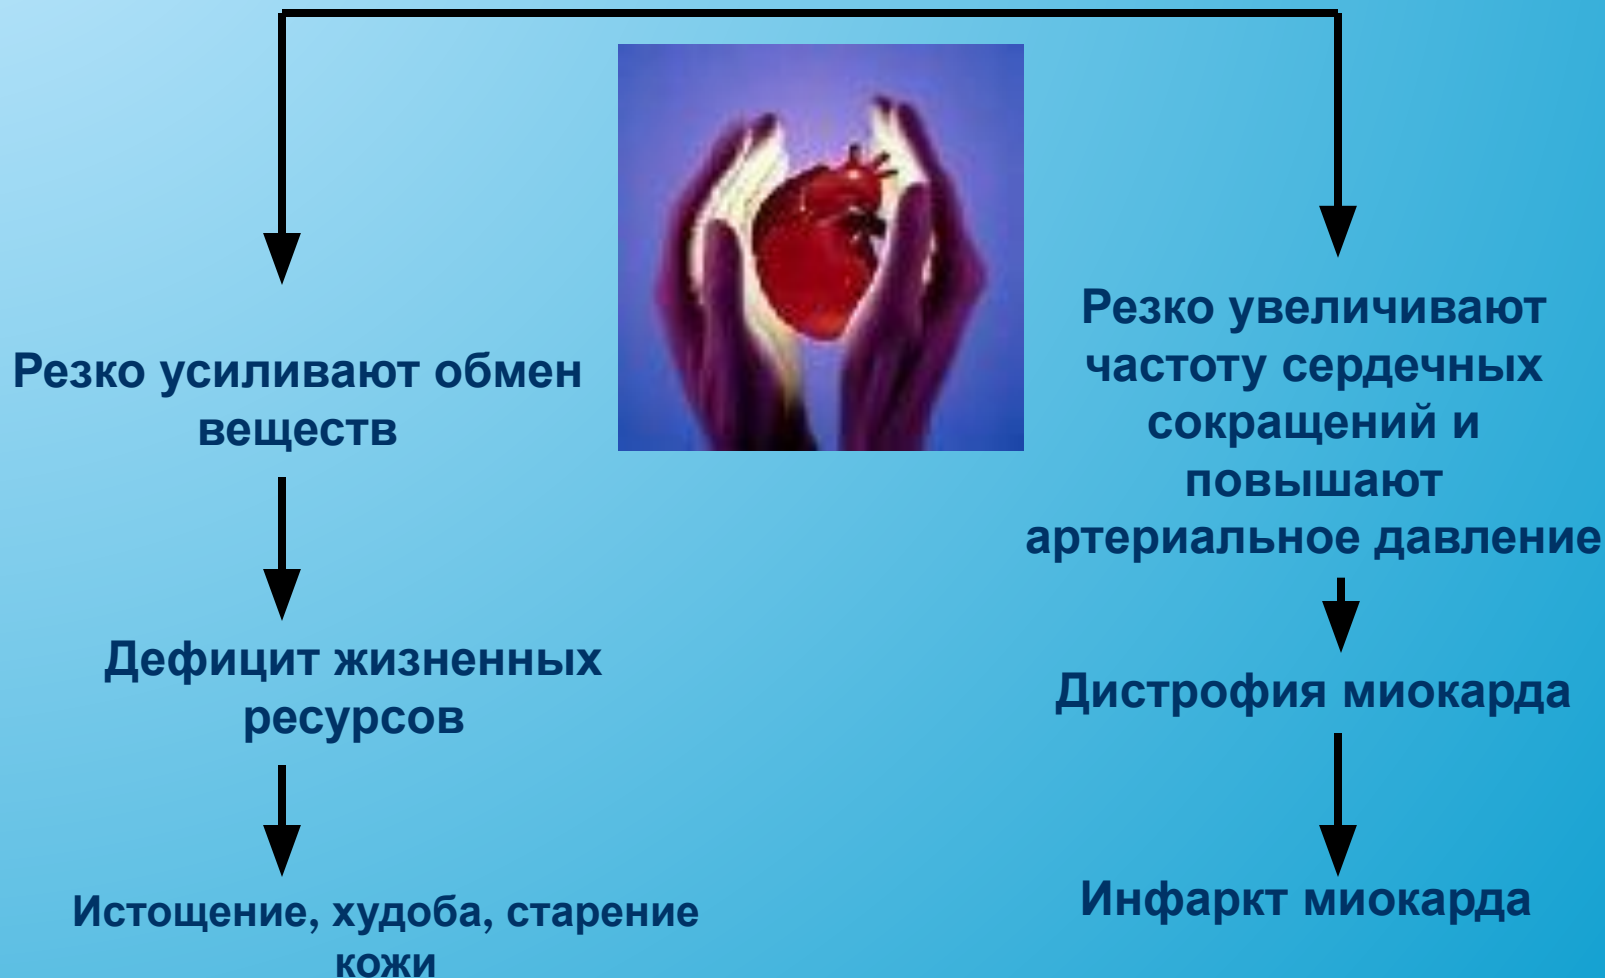 Резко усиливают обмен
веществ
Дефицит жизненных
ресурсов
Истощение, худоба, старение
кожи
Резко увеличивают
частоту сердечных
сокращений и
повышают
артериальное давление
Дистрофия миокарда
Инфаркт миокарда